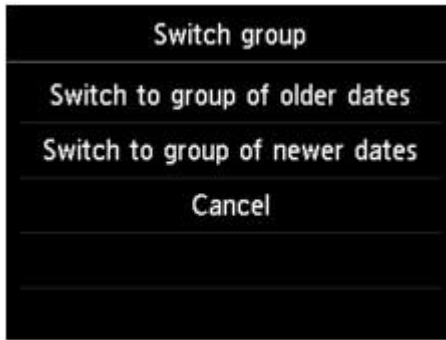 Switch group
Switch to group of older dates
Switch to group of newer dates
Cancel